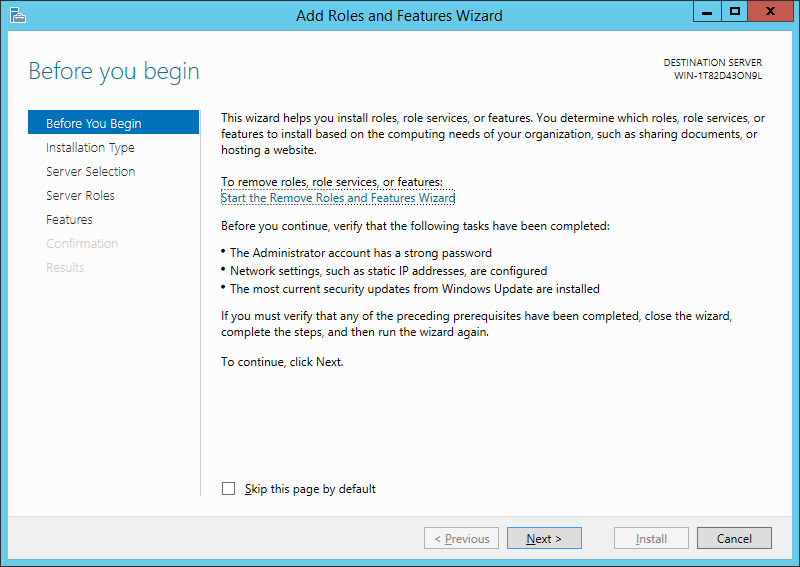 Add Roles and Features Wizard
Before you begin
DESTINATION SERVER
WIN-1T82D43ON9L
Before You Begin
Installation Type
Server Selection
Server Roles
Features
Confirmation
Results
This wizard helps you install roles, role services, or features. You determine which roles, role services, or
features to install based on the computing needs of your organization, such as sharing documents, or
hosting a website.
To remove roles, role services, or features:
Start the Remove Roles and Features Wizard
Before you continue, verify that the following tasks have been completed:
• The Administrator account has a strong password
• Network settings, such as static IP addresses, are configured
• The most current security updates from Windows Update are installed
If you must verify that any of the preceding prerequisites have been completed, close the wizard,
complete the steps, and then run the wizard again.
To continue, click Next.
Skip this page by default
< Previous
Next >
Install
Cancel